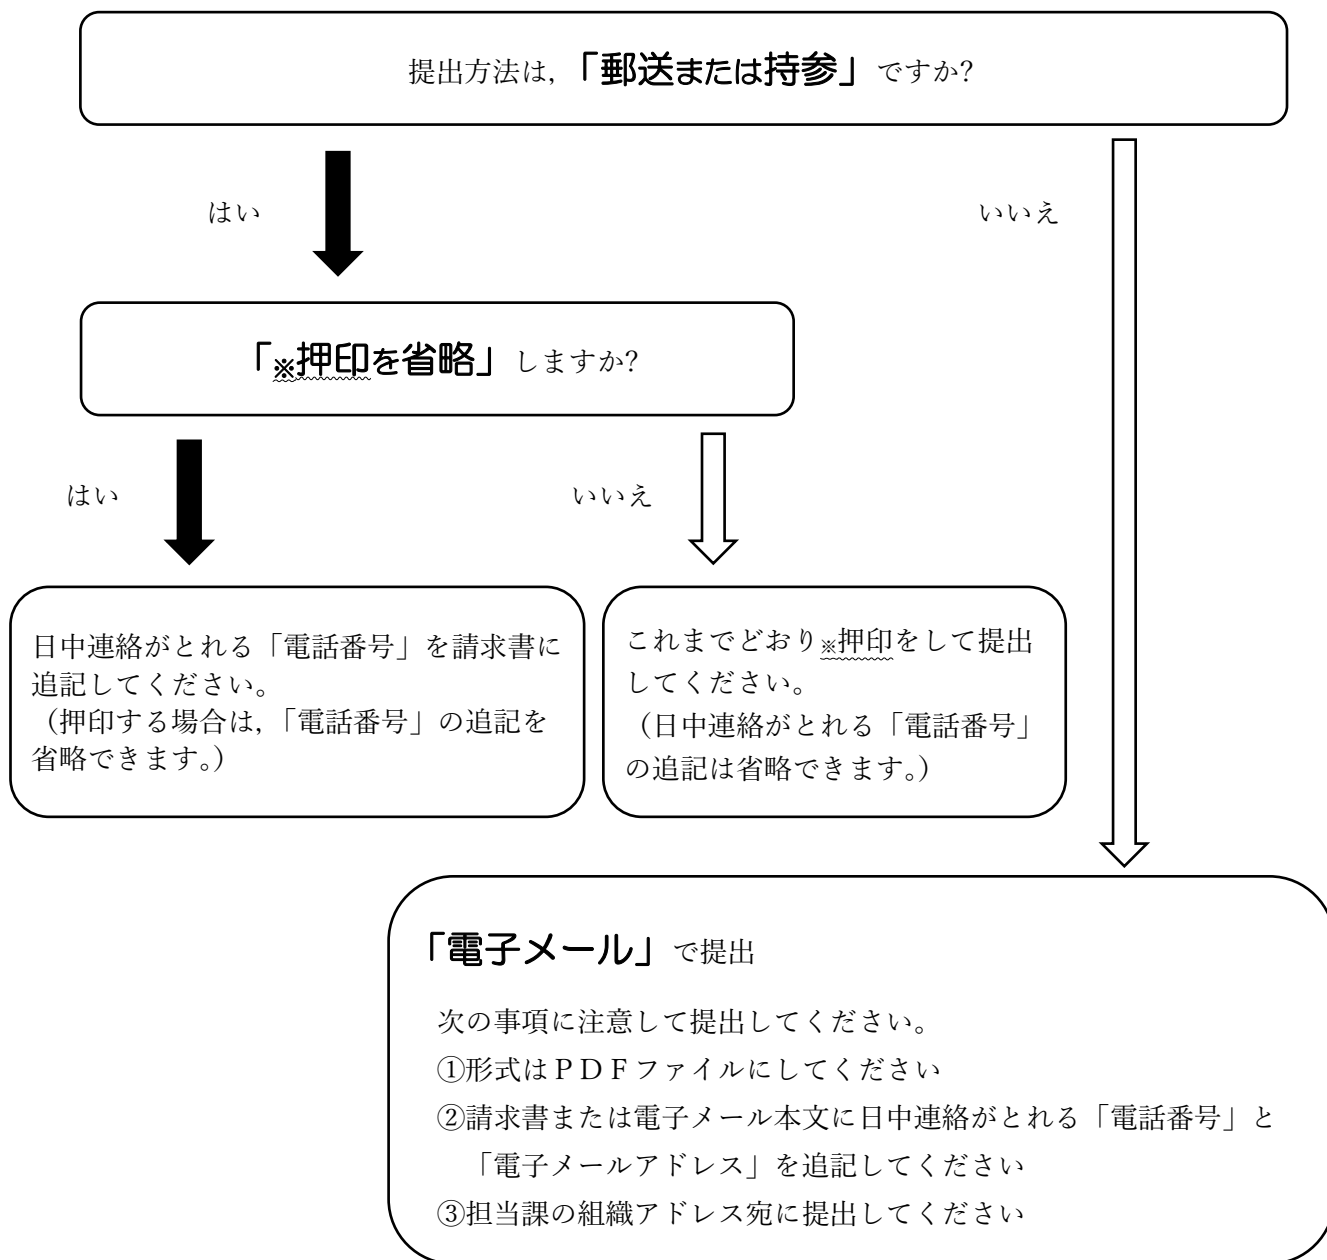 提出方法は,「郵送または持参」ですか?
はい
いいえ
「※押印を省略」しますか?
はい
いいえ
日中連絡がとれる「電話番号」を請求書に
追記してください。
（押印する場合は,「電話番号」の追記を
省略できます。）
これまでどおり※押印をして提出
してください。
（日中連絡がとれる「電話番号」
の追記は省略できます。）
「電子メール」で提出
次の事項に注意して提出してください。
①形式はＰＤＦファイルにしてください
②請求書または電子メール本文に日中連絡がとれる「電話番号」と
「電子メールアドレス」を追記してください
③担当課の組織アドレス宛に提出してください